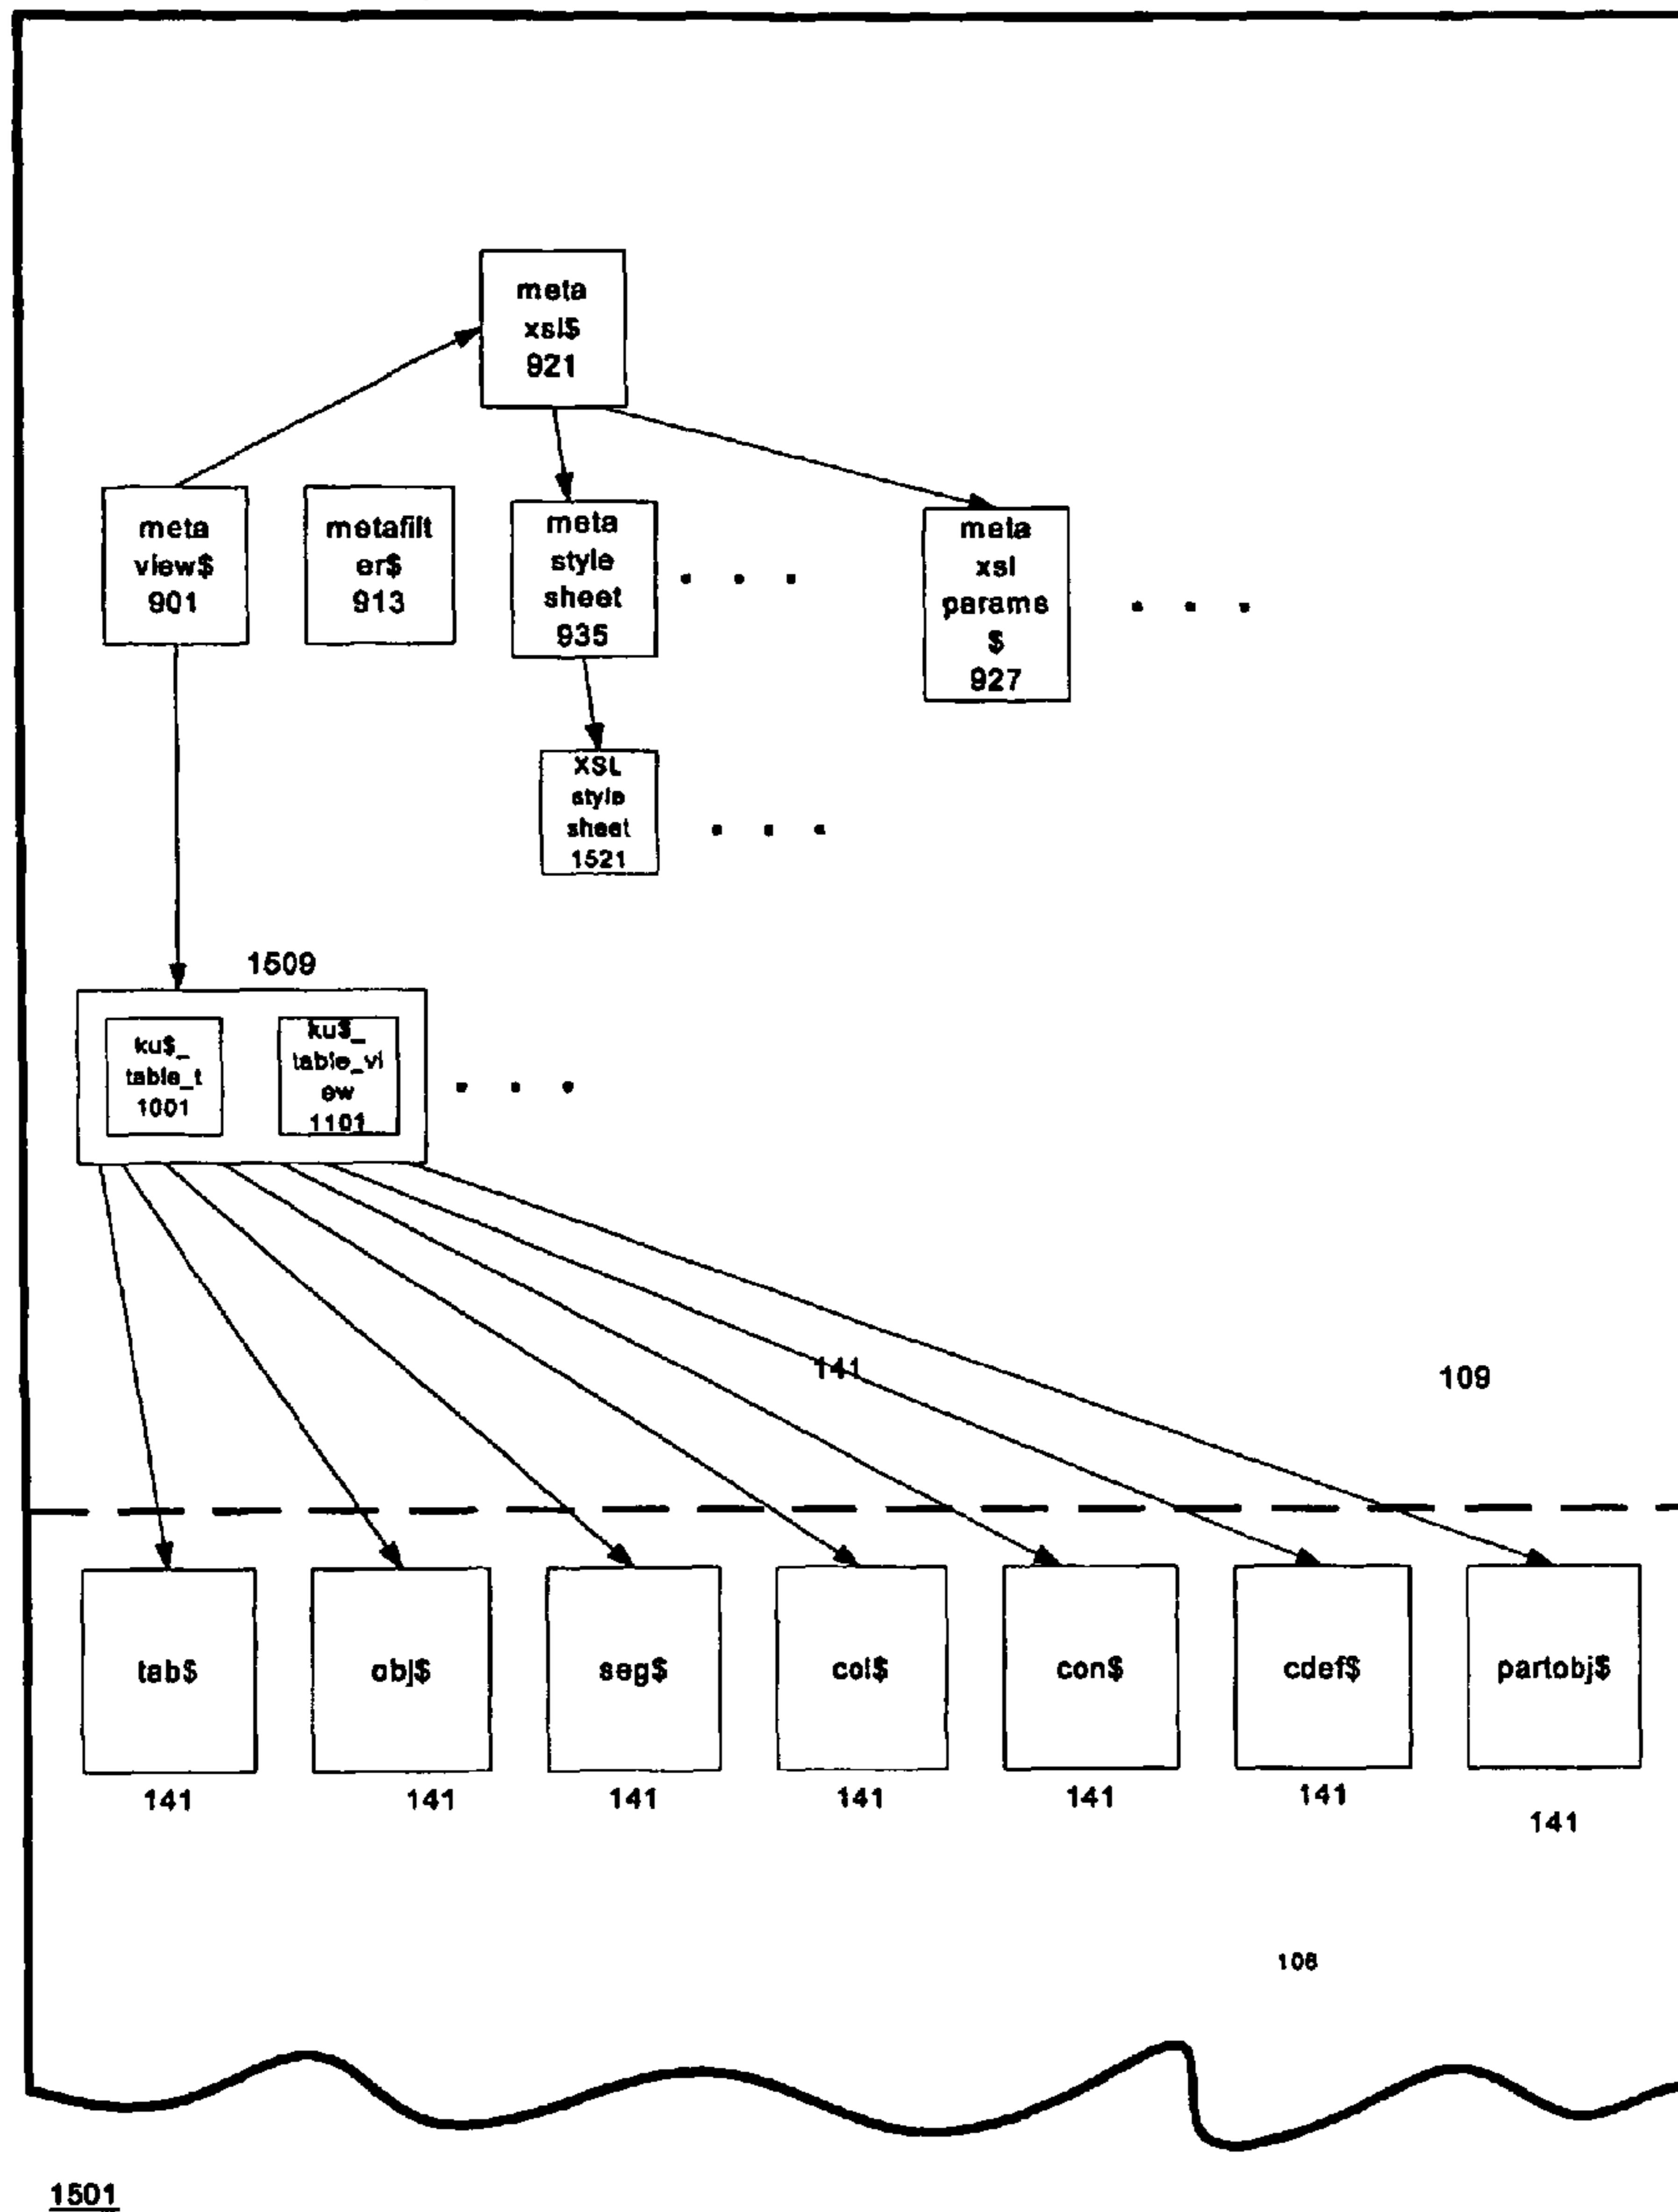 meta
xsl$
921
meta
view$
901
metafilt
er$
913
meta
style
sheet
935
. . .
meta
xsl
params
$
927
. . .
XSL
style
sheet
1521
. . .
1509
ku$_
table_t
1001
ku$_
table_vi
ew
1101
. . .
141
109
tab$
obj$
seg$
col$
con$
cdef$
partobj$
141
141
141
141
141
141
141
108
1501